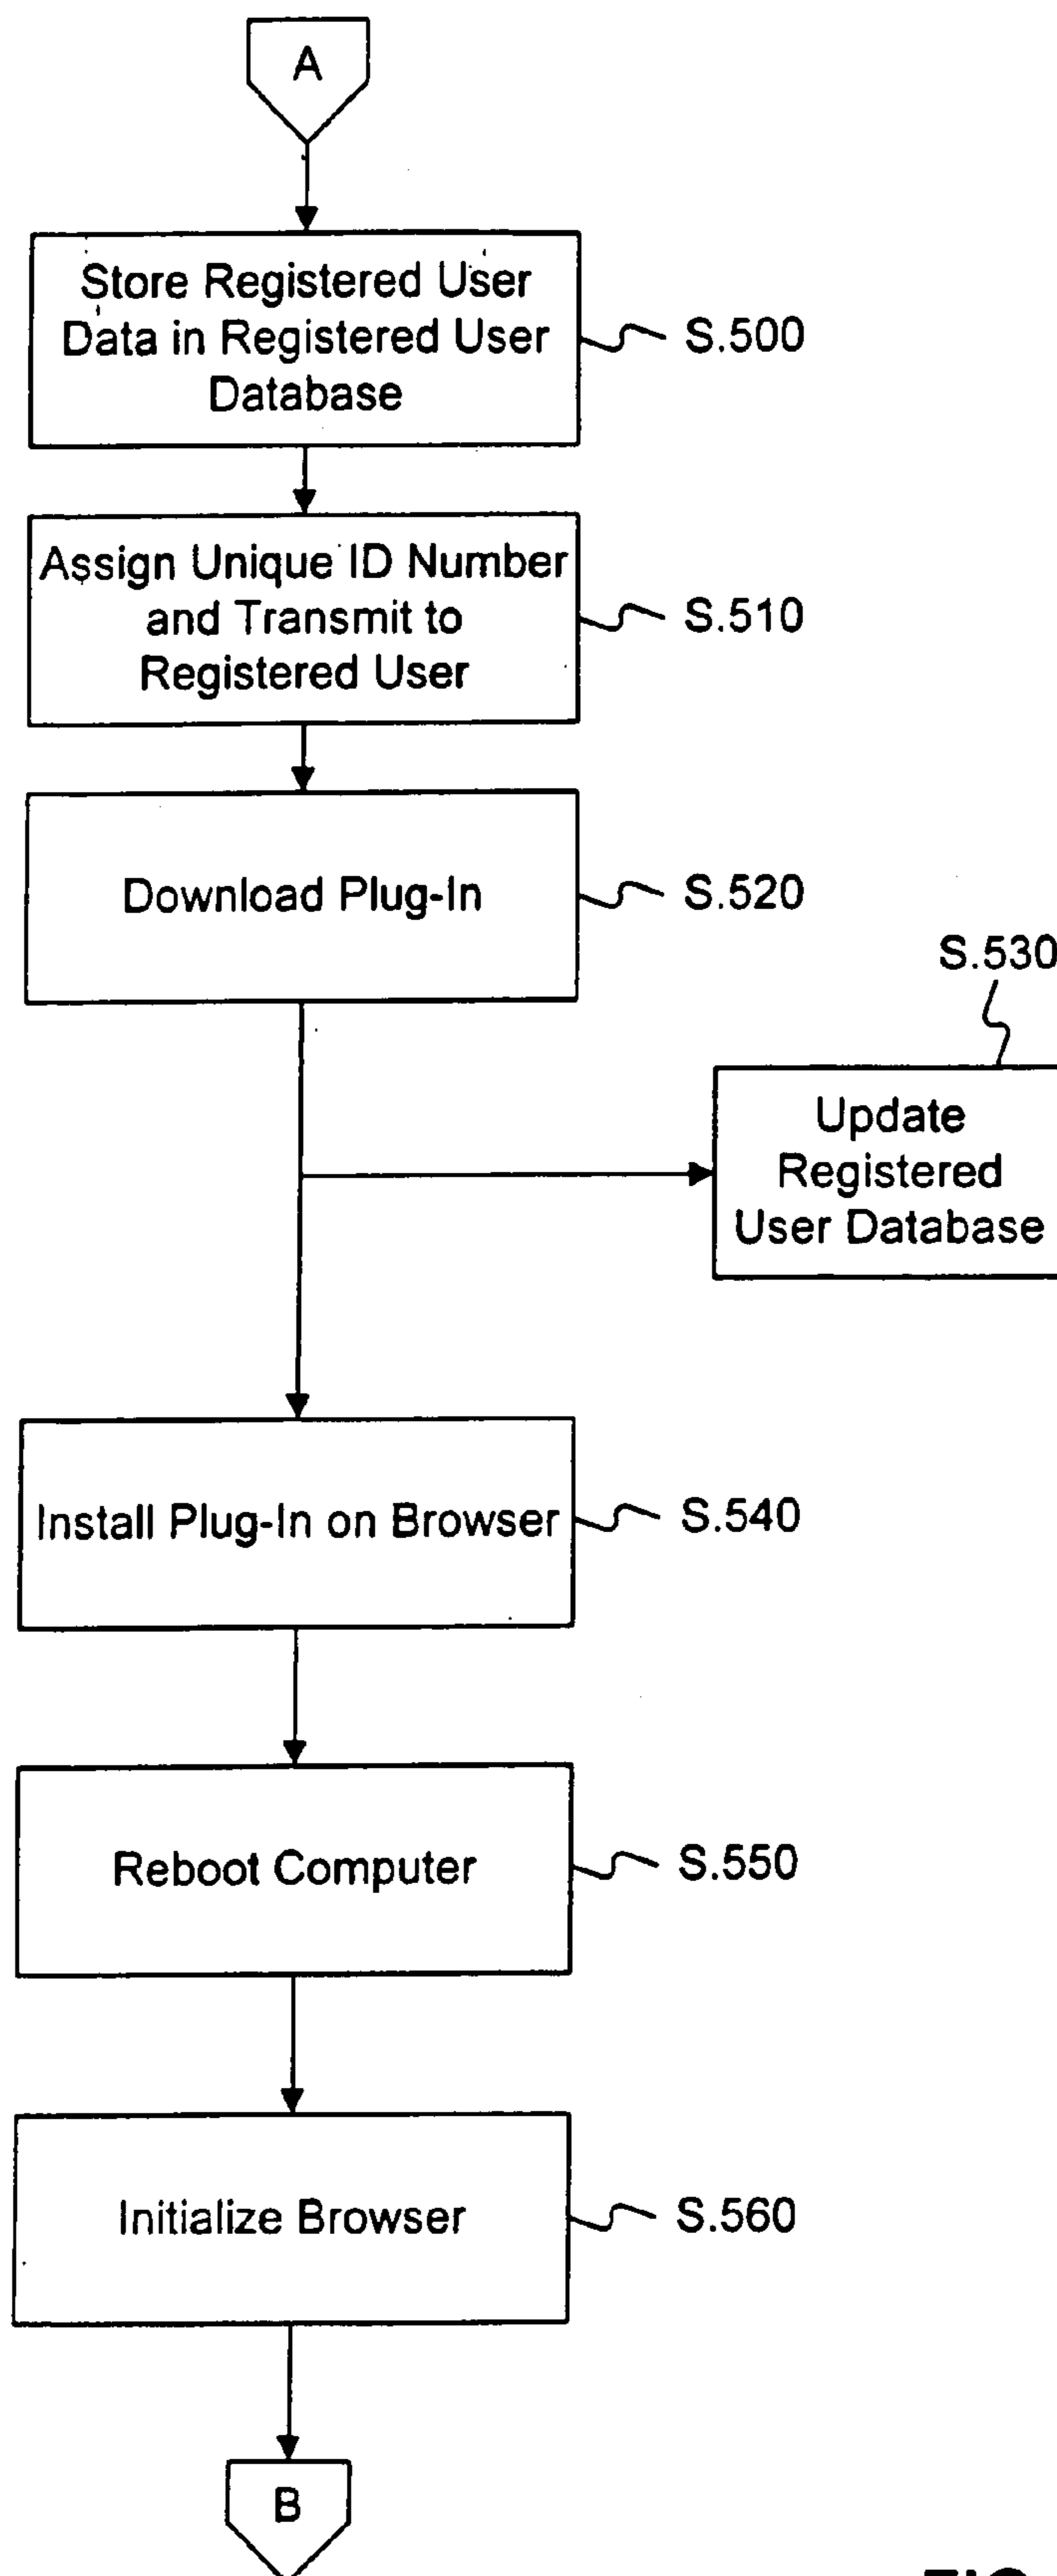 A
Store Registered User
Data in Registered User
Database
S.500
Assign Unique ID Number
and Transmit to
Registered User
S.510
Download Plug-In
S.520
S.530
Update
Registered
User Database
Install Plug-In on Browser
S.540
Reboot Computer
S.550
Initialize Browser
S.560
B